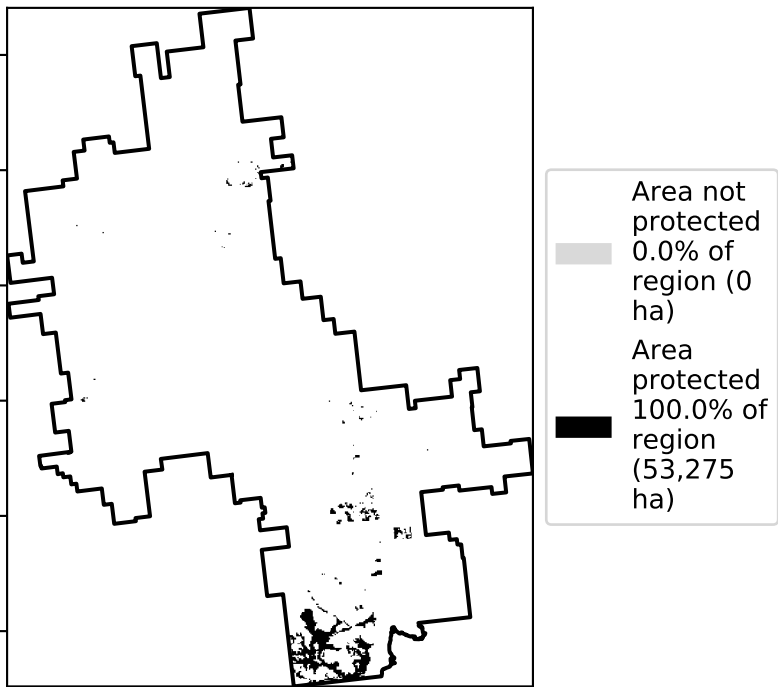 Area not
protected
0.0% of
region (0
ha)
Area
protected
100.0% of
region
(53,275
ha)